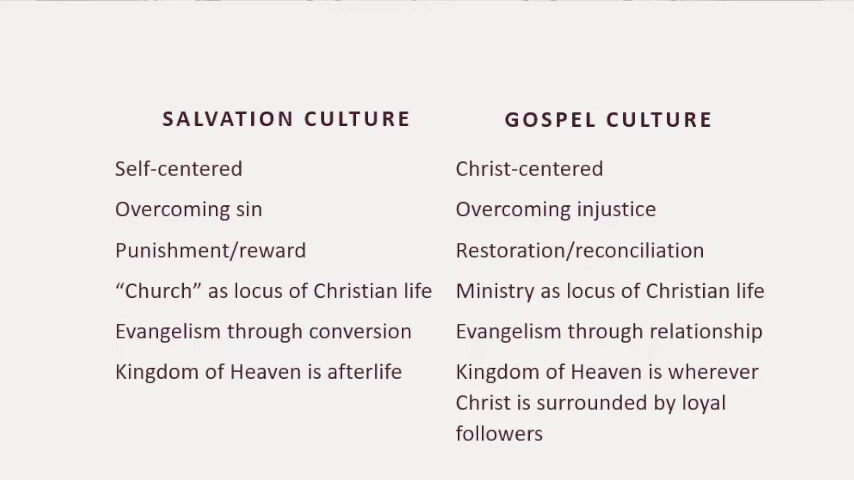 SALVATION CULTURE
Self-centered
Overcoming sin
Punishment/reward
“Church” as locus of Christian life
Evangelism through conversion
Kingdom of Heaven is afterlife
GOSPEL CULTURE
Christ-centered
Overcoming injustice
Restoration/reconciliation
Ministry as locus of Christian life
Evangelism through relationship
Kingdom of Heaven is wherever
Christ is surrounded by loyal
followers